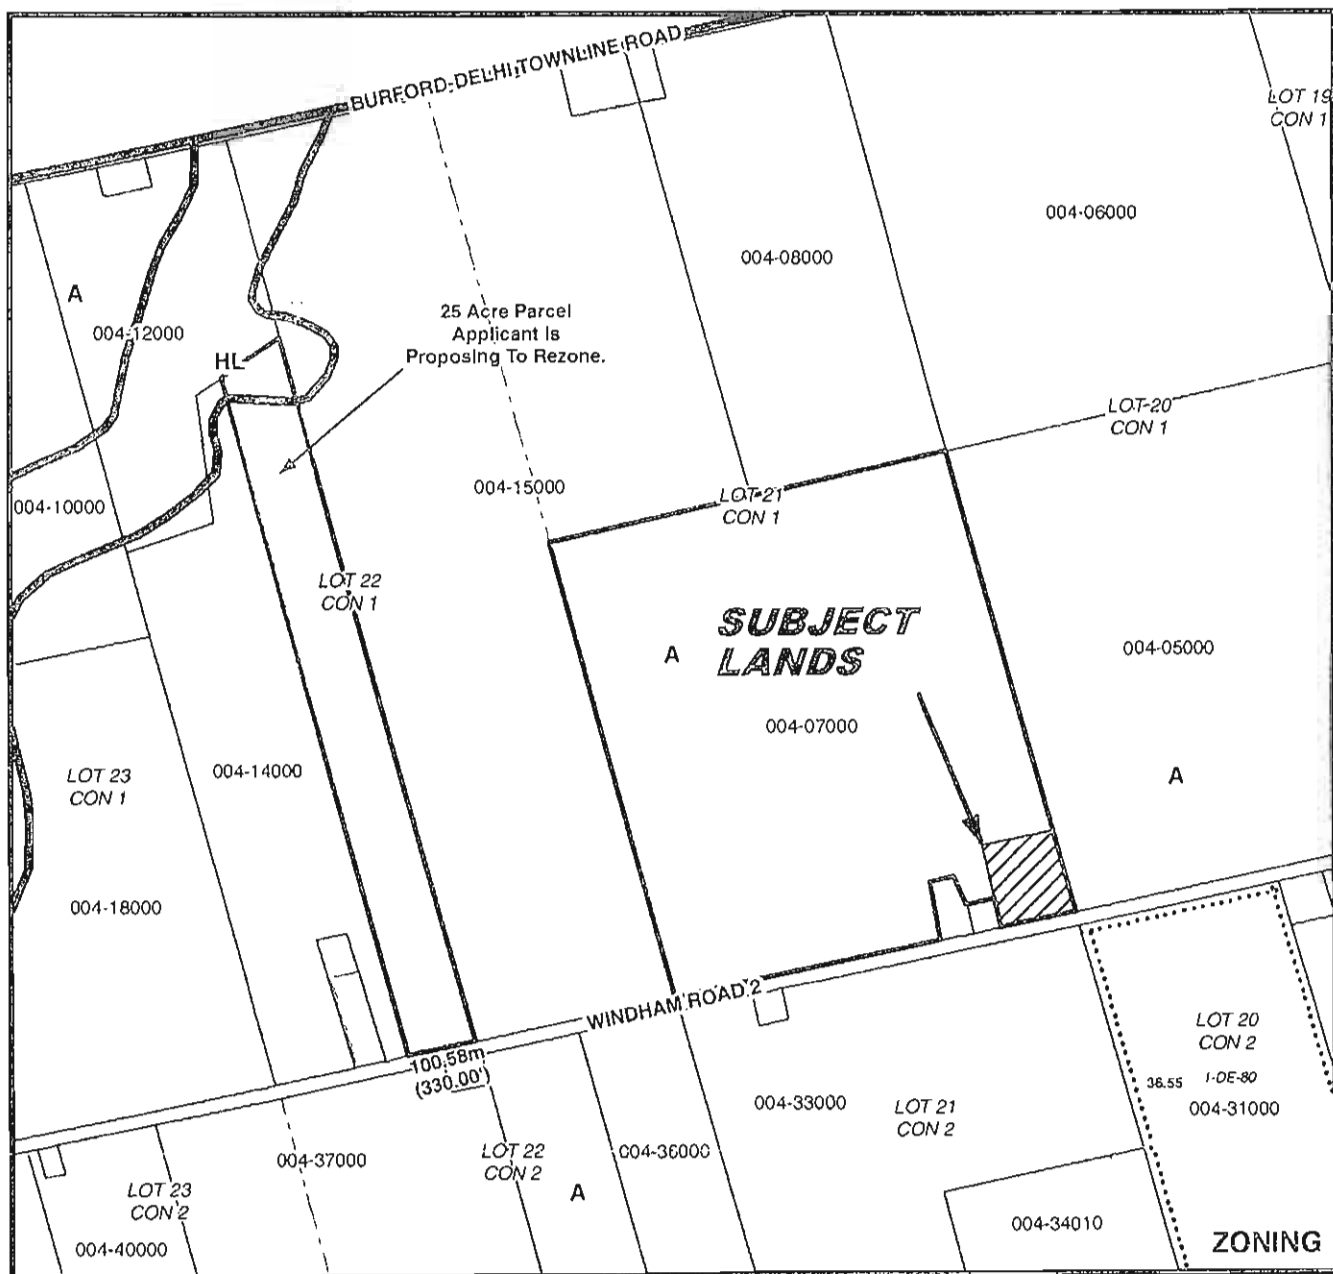 BURFORD-DELHI TOWNLINE ROAD
LOT 19
CON 1
004-06000
004-08000
A
004-12000
25 Acre Parcel
Applicant Is
Proposing To Rezone.
HL
LOT 20
CON 1
004-15000
LOT 21
CON 1
004-10000
LOT 22
CON 1
SUBJECT
LANDS
A
004-05000
004-07000
LOT 23
CON 1
004-14000
A
004-18000
WINDHAM ROAD 2
LOT 20
CON 2
100.58m
(330.00')
36.55
1-DE-80
004-31000
004-33000
LOT 21
CON 2
004-37000
LOT 22
CON 2
004-36000
A
LOT 23
CON 2
004-40000
004-34010
ZONING